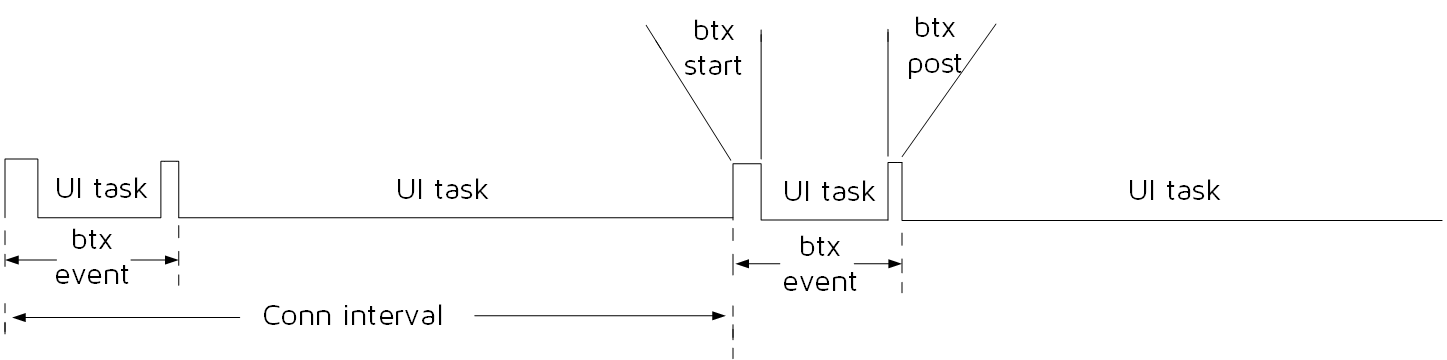 btx
start
btx
post
UI task
UI task
UI task
UI task
btx
event
btx
event
Conn interval